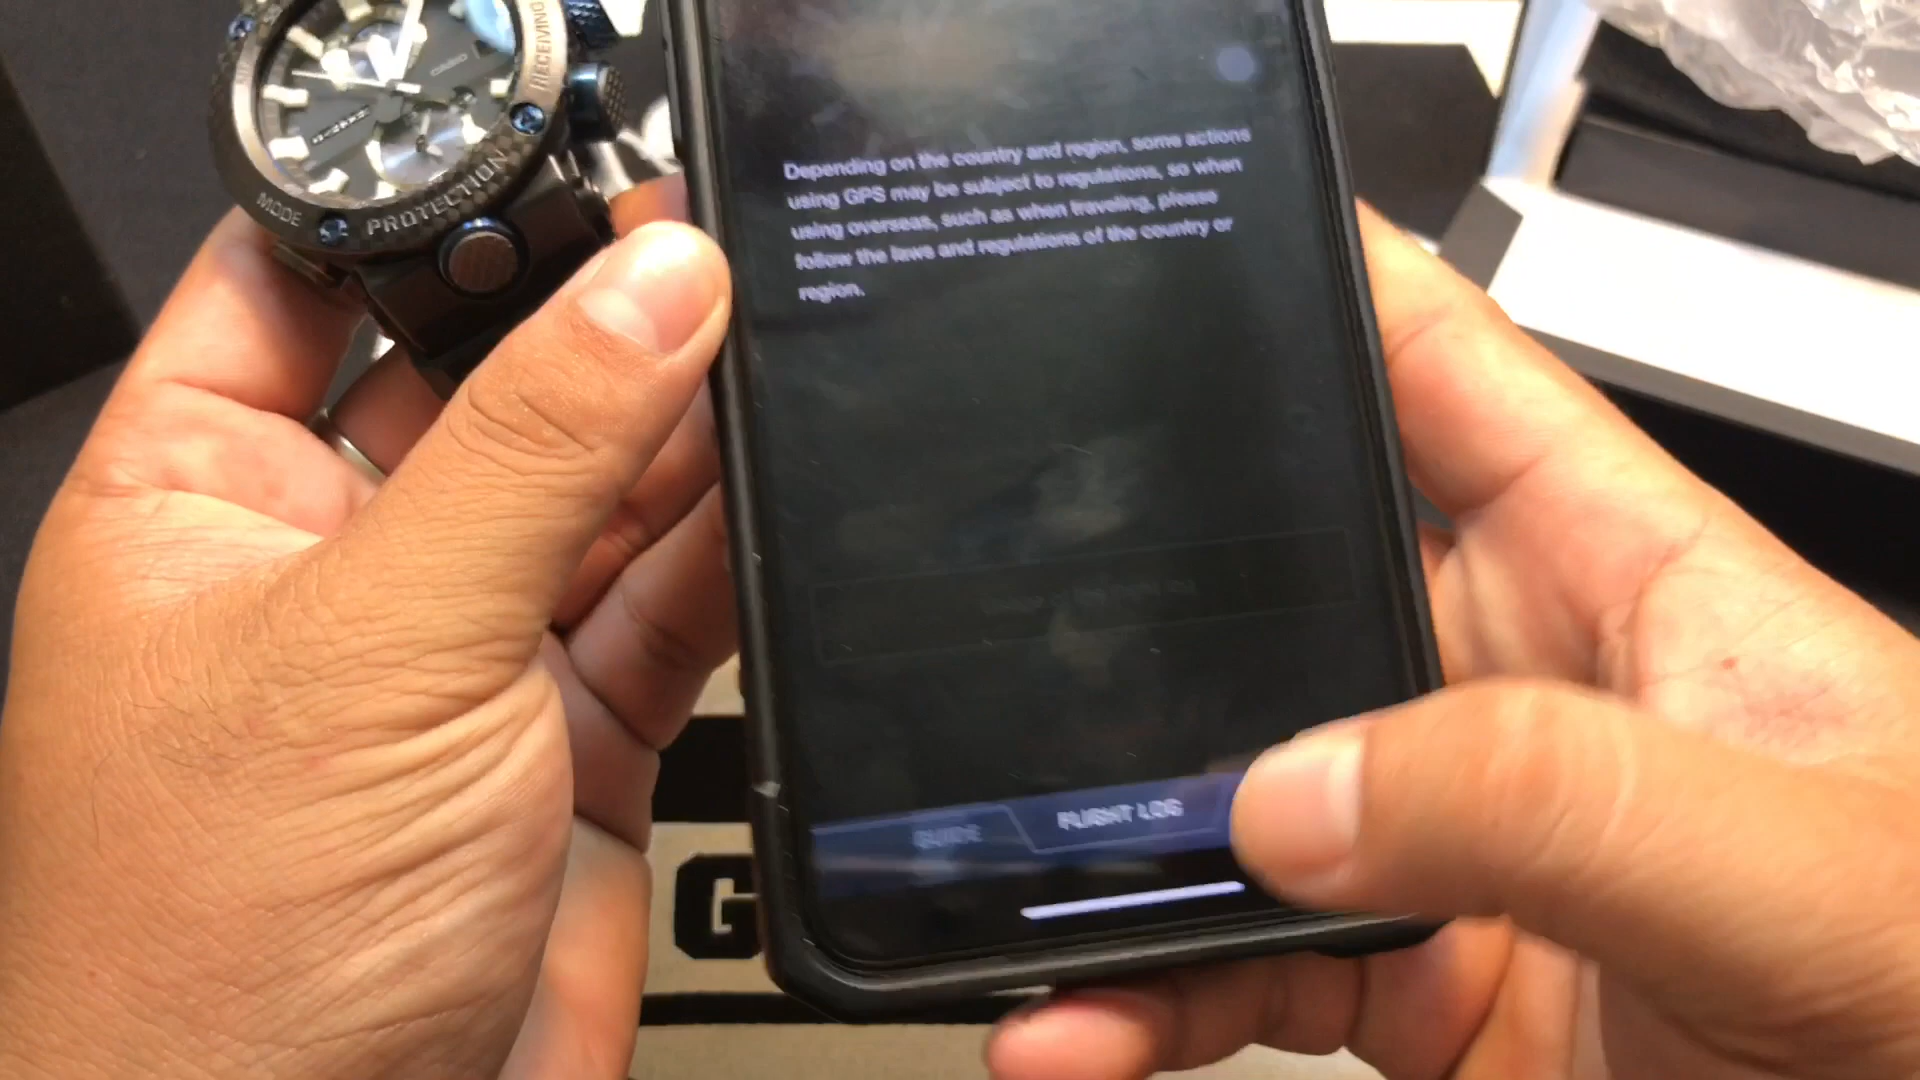 RECEIVING
CASIO
MODE
PROTECTION
Depending on the country and region, some actions
using GPS may be subject to regulations, so when
using overseas, such as when traveling, please
follow the laws and regulations of the country or
region.
GUIDE
FLIGHT LOG
G